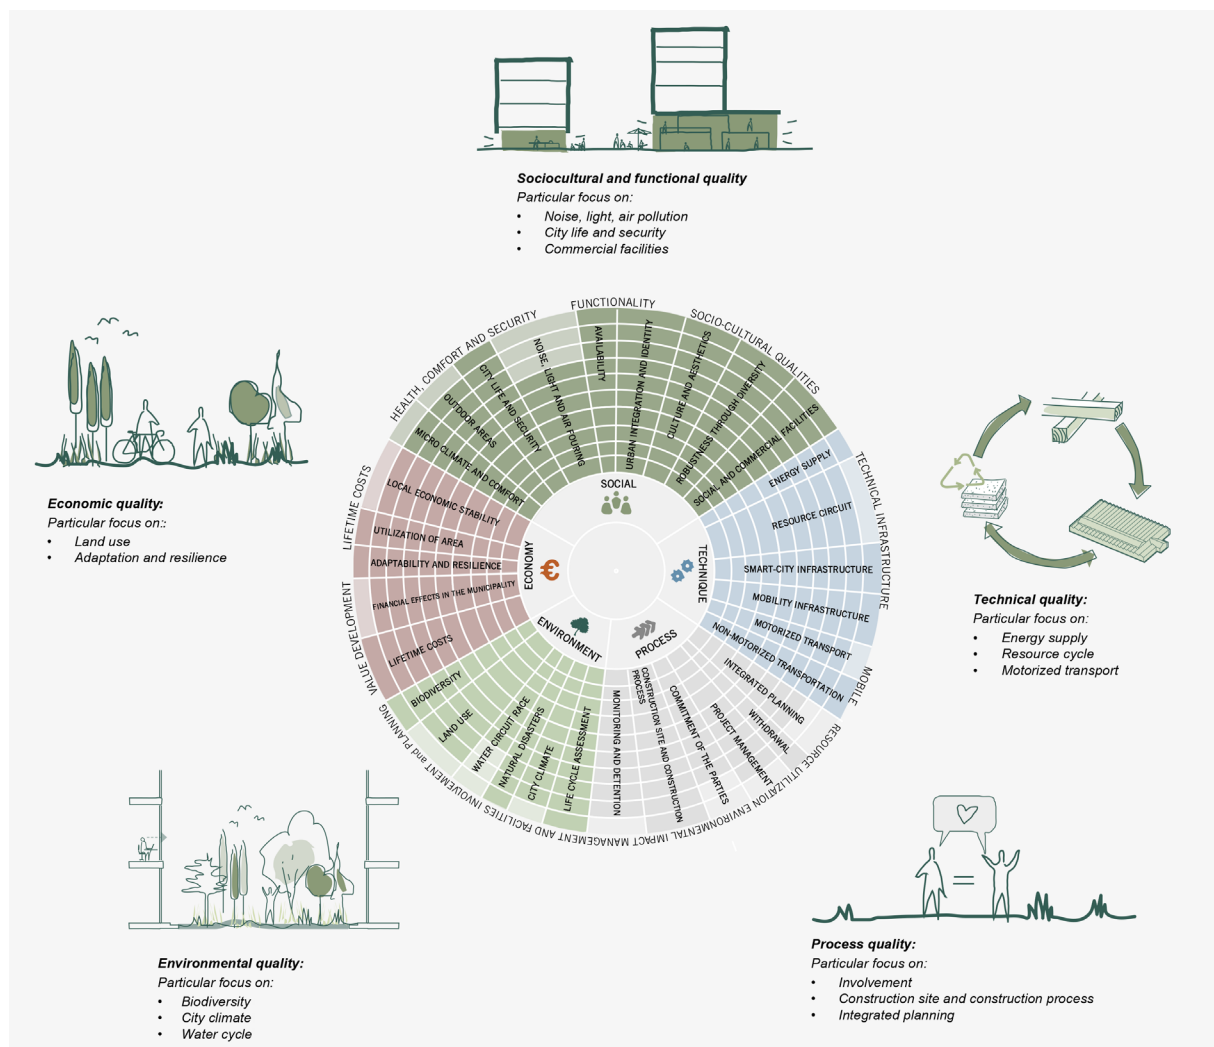 Sociocultural and functional quality
Particular focus on:
• Noise, light, air pollution
• City life and security
• Commercial facilities
Economic quality:
Particular focus on::
• Land use
• Adaptation and resilience
HEALTH, COMFORT AND SECURITY
FUNCTIONALITY
SOCIO-CULTURAL QUALITIES
MICRO CLIMATE AND COMFORT
OUTDOOR AREAS
CITY LIFE AND SECURITY
NOISE, LIGHT AND AIR FOURING
AVAILABILITY
URBAN INTEGRATION AND IDENTITY
CULTURE AND AESTHETICS
ROBUSTNESS THROUGH DIVERSITY
SOCIAL AND COMMERCIAL FACILITIES
SOCIAL
TECHNICAL INFRASTRUCTURE
MOBILE
ENERGY SUPPLY
RESOURCE CIRCUIT
SMART-CITY INFRASTRUCTURE
MOBILITY INFRASTRUCTURE
MOTORIZED TRANSPORT
NON-MOTORIZED TRANSPORTATION
TECHNIQUE
RESOURCE UTILIZATION
ENVIRONMENTAL IMPACT
MANAGEMENT AND FACILITIES
INVOLVEMENT and PLANNING
INTEGRATED PLANNING
WITHDRAWAL
PROJECT MANAGEMENT
COMMITMENT OF THE PARTIES
CONSTRUCTION SITE AND CONSTRUCTION
PROCESS
MONITORING AND DETENTION
PROCESS
LIFE CYCLE ASSESSMENT
CITY CLIMATE
NATURAL DISASTERS
WATER CIRCUIT RACE
LAND USE
BIODIVERSITY
ENVIRONMENT
VALUE DEVELOPMENT
LIFETIME COSTS
LIFETIME COSTS
FINANCIAL EFFECTS IN THE MUNICIPALITY
ADAPTABILITY AND RESILIENCE
UTILIZATION OF AREA
LOCAL ECONOMIC STABILITY
ECONOMY
€
Technical quality:
Particular focus on:
• Energy supply
• Resource cycle
• Motorized transport
Environmental quality:
Particular focus on:
• Biodiversity
• City climate
• Water cycle
Process quality:
Particular focus on:
• Involvement
• Construction site and construction process
• Integrated planning